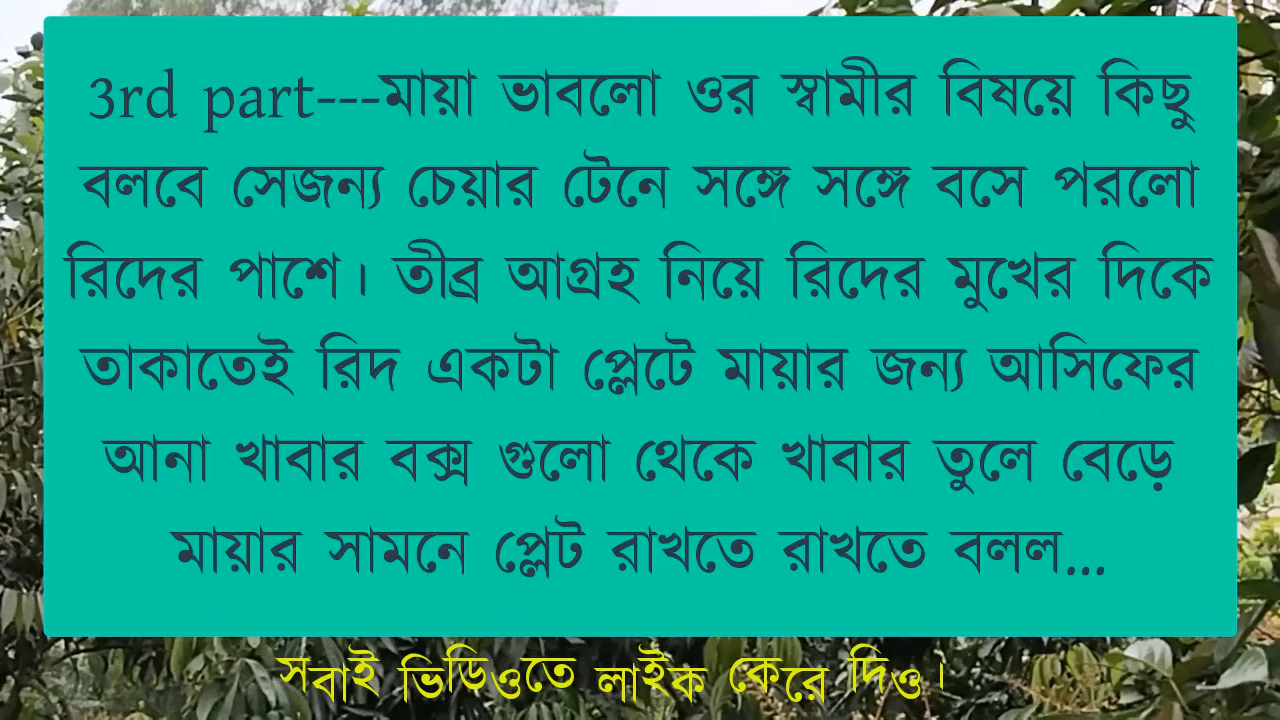 3rd part---মায়া ভাবলো ওর স্বামীর বিষয়ে কিছু
বলবে সেজন্য চেয়ার টেনে সঙ্গে সঙ্গে বসে পরলো
রিদের পাশে। তীব্র আগ্রহ নিয়ে রিদের মুখের দিকে
তাকাতেই রিদ একটা প্লেটে মায়ার জন্য আসিফের
আনা খাবার বক্স গুলো থেকে খাবার তুলে বেড়ে
মায়ার সামনে প্লেট রাখতে রাখতে বলল...
সবাই ভিডিওতে লাইক কেরে দিও।